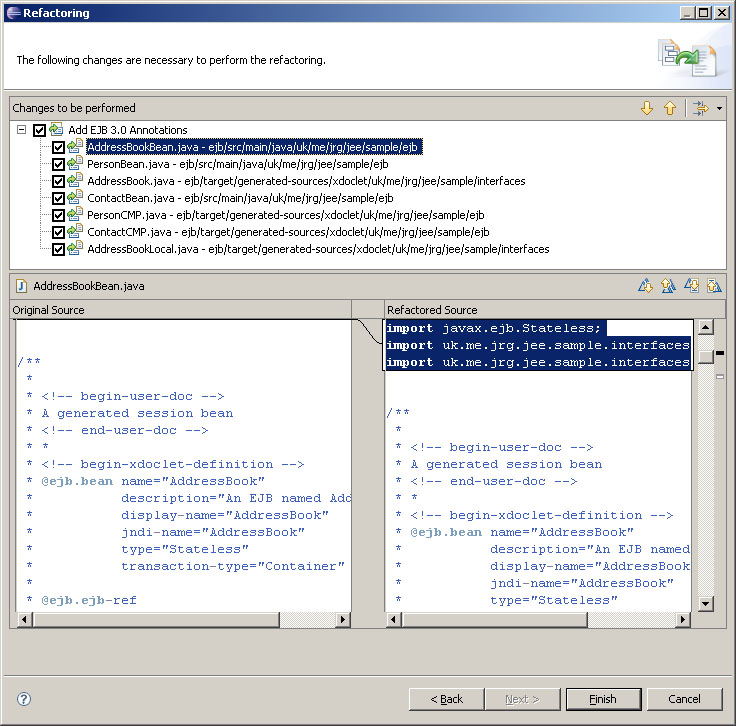 Refactoring
The following changes are necessary to perform the refactoring.
Changes to be performed
Add EJB 3.0 Annotations
AddressBookBean.java - ejb/src/main/java/uk/me/jrg/jee/sample/ejb
PersonBean.java - ejb/src/main/java/uk/me/jrg/jee/sample/ejb
AddressBook.java - ejb/target/generated-sources/xdoclet/uk/me/jrg/jee/sample/interfaces
ContactBean.java - ejb/src/main/java/uk/me/jrg/jee/sample/ejb
PersonCMP.java - ejb/target/generated-sources/xdoclet/uk/me/jrg/jee/sample/ejb
ContactCMP.java - ejb/target/generated-sources/xdoclet/uk/me/jrg/jee/sample/ejb
AddressBookLocal.java - ejb/target/generated-sources/xdoclet/uk/me/jrg/jee/sample/interfaces
AddressBookBean.java
Original Source
/**
*
* <!-- begin-user-doc -->
* A generated session bean
* <!-- end-user-doc -->
* *
* <!-- begin-xdoclet-definition -->
* @ejb.bean name="AddressBook"
* description="An EJB named Add
* display-name="AddressBook"
* jndi-name="AddressBook"
* type="Stateless"
* transaction-type="Container"
*
* @ejb.ejb-ref
Refactored Source
import javax.ejb.Stateless;
import uk.me.jrg.jee.sample.interfaces
import uk.me.jrg.jee.sample.interfaces
/**
*
* <!-- begin-user-doc -->
* A generated session bean
* <!-- end-user-doc -->
* *
* <!-- begin-xdoclet-definition -->
* @ejb.bean name="AddressBook"
* description="An EJB named
* display-name="AddressBook
* jndi-name="AddressBook"
* type="Stateless"
? < Back Next > Finish Cancel